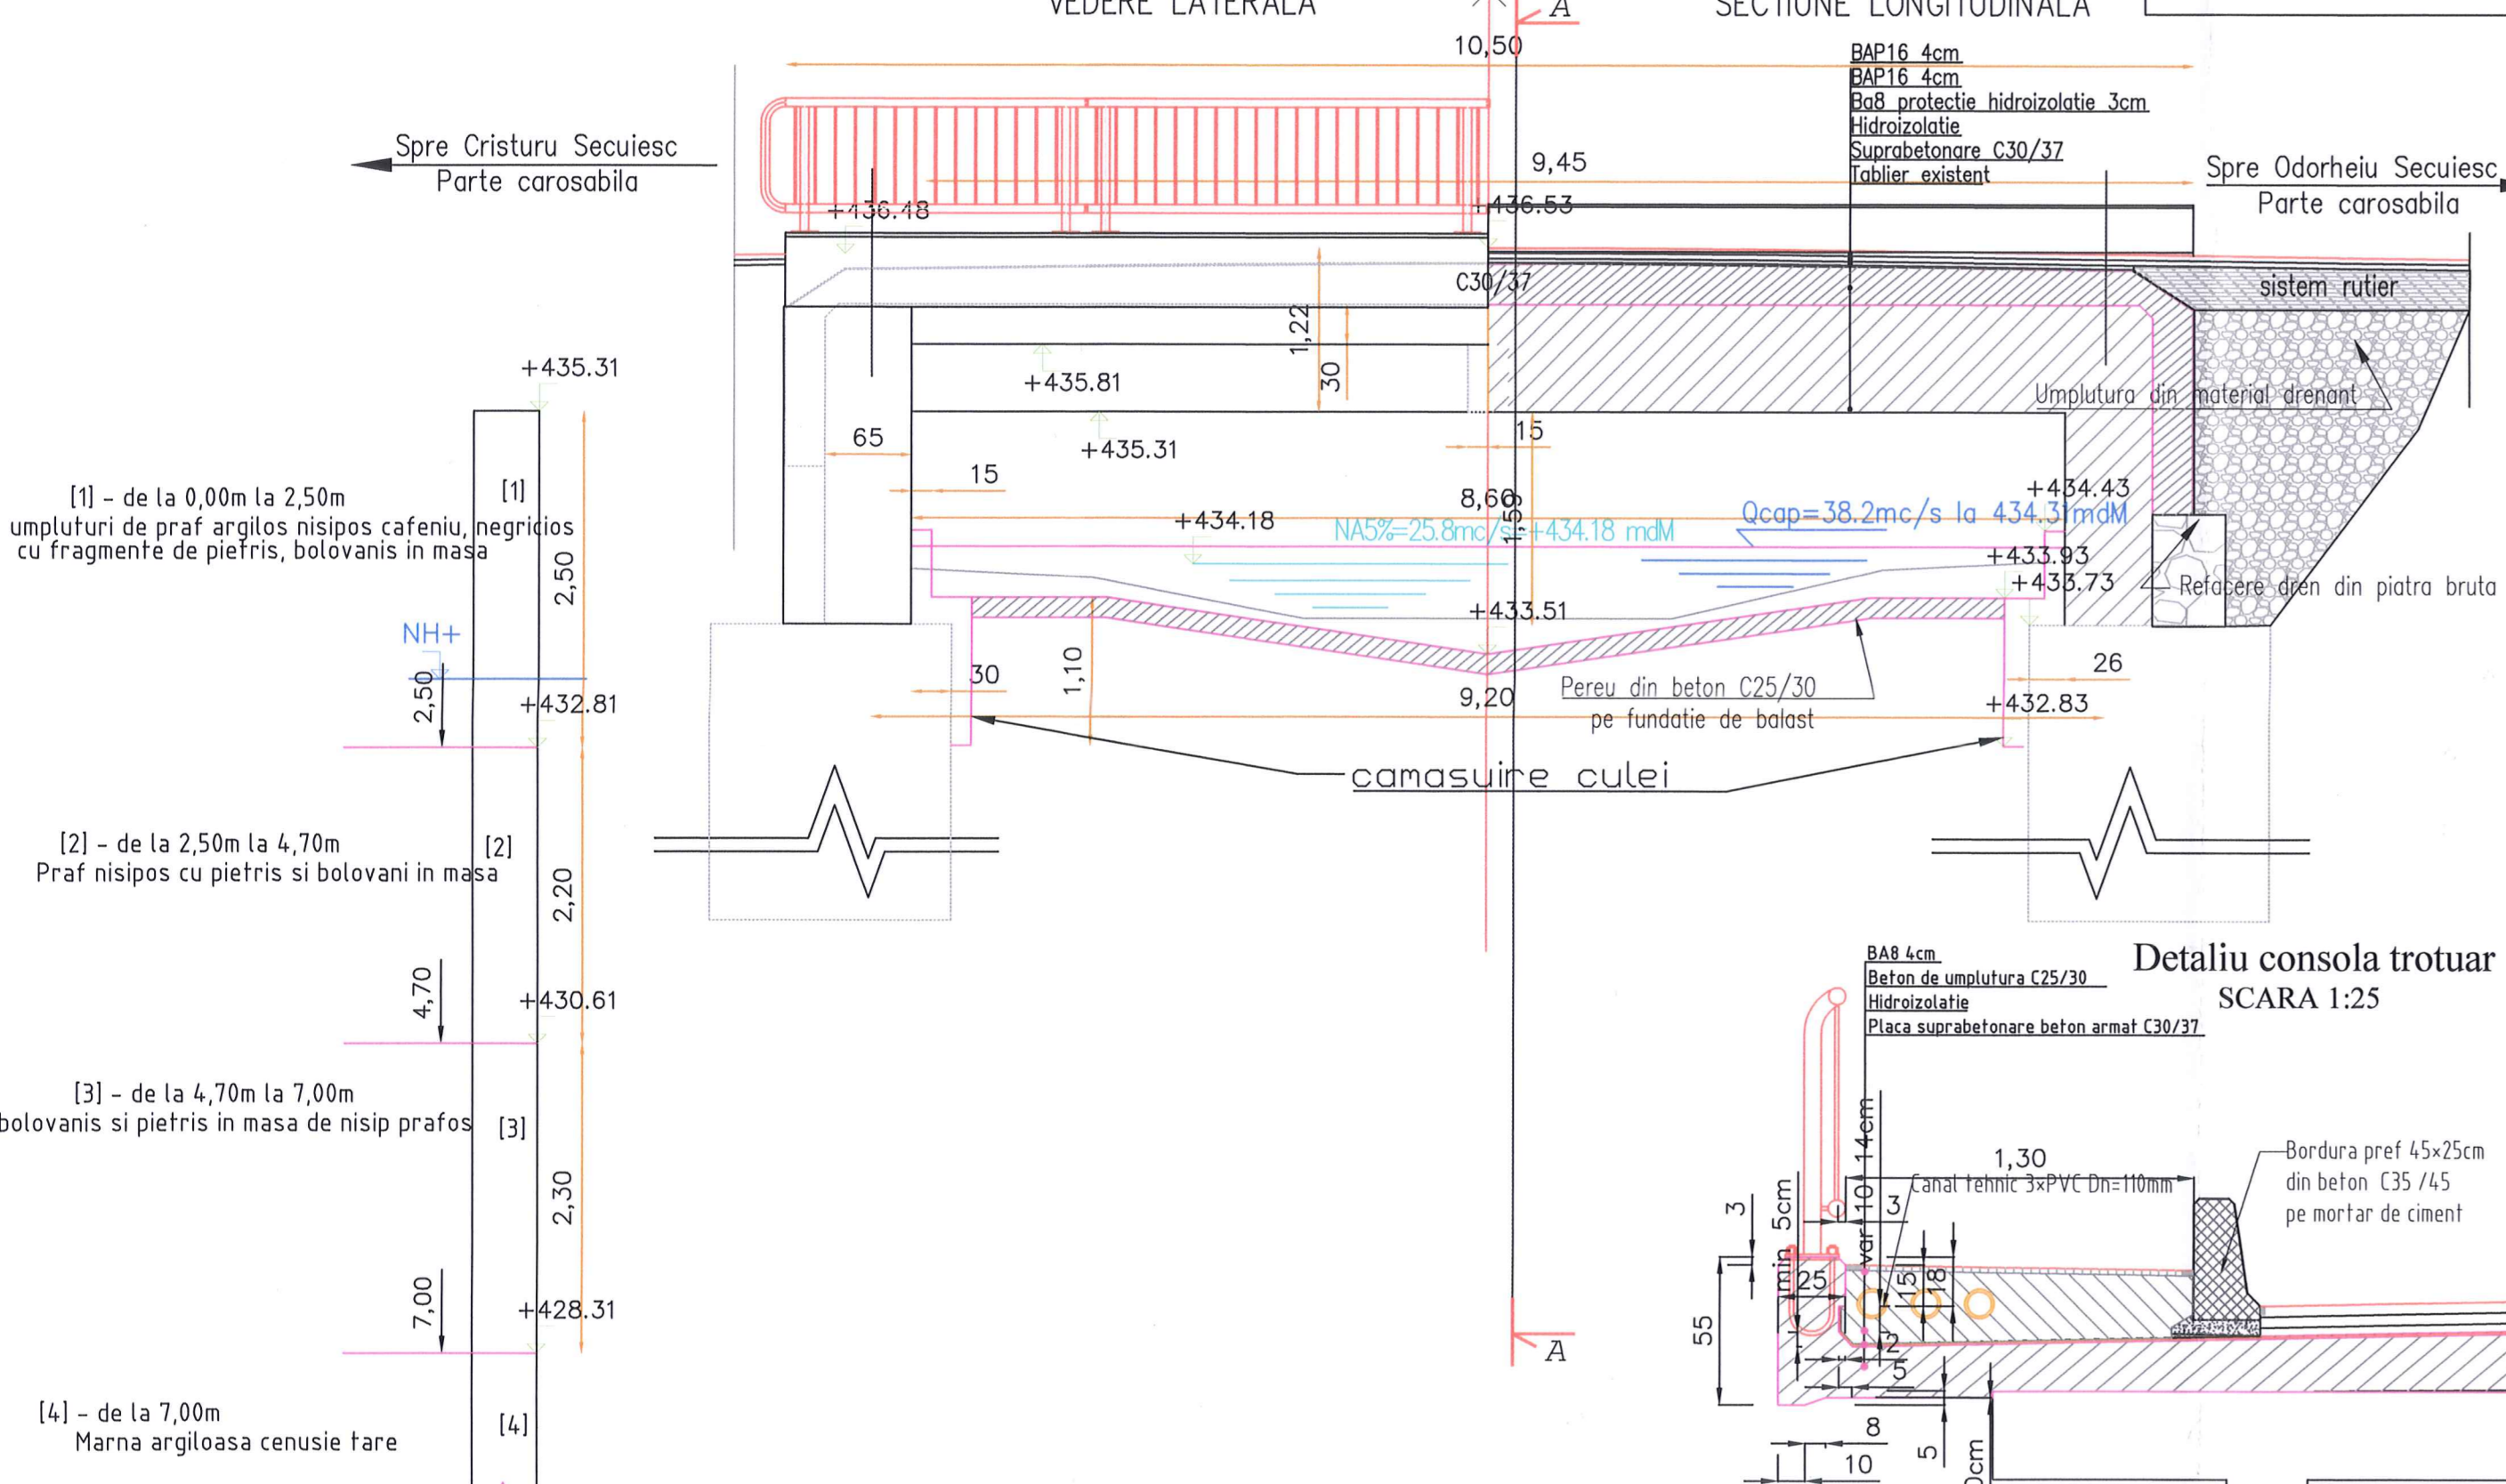 VEDERE LATERALA
A
SECTIUNE LONGITUDINALA
10,50
BAP16 4cm
BAP16 4cm
Ba8 protectie hidroizolatie 3cm
Hidroizolatie
Suprabetonare C30/37
Tablier existent
Spre Cristuru Secuiesc
Parte carosabila
9,45
Spre Odorheiu Secuiesc
Parte carosabila
+436.48
+436.53
C30/37
sistem rutier
1,22
30
+435.31
+435.81
Umplutura din material drenant
65
+435.31
15
15
[1]
[1] - de la 0,00m la 2,50m
umpluturi de praf argilos nisipos cafeniu, negricios
cu fragmente de pietris, bolovanis in masa
2,50
8,60
+434.43
+434.18
NA5%=25.8mc/s=+434.18 mdM
Qcap=38.2mc/s la 434.31mdM
+433.93
+433.73
Refacere dren din piatra bruta
+433.51
NH+
2,50
+432.81
30
1,10
9,20
Pereu din beton C25/30
pe fundatie de balast
26
+432.83
camasuire culei
[2] - de la 2,50m la 4,70m
Praf nisipos cu pietris si bolovani in masa
[2]
2,20
4,70
+430.61
BA8 4cm
Beton de umplutura C25/30
Hidroizolatie
Placa suprabetonare beton armat C30/37
Detaliu consola trotuar
SCARA 1:25
[3] - de la 4,70m la 7,00m
bolovanis si pietris in masa de nisip prafos
[3]
2,30
7,00
+428.31
1,30
Canal tehnic 3×PVC Dn=110mm
Bordura pref 45×25cm
din beton C35 /45
pe mortar de ciment
3
min 5cm
var 10 14cm
3
25
15
18
55
2
5
A
8
5
10
[4] - de la 7,00m
Marna argiloasa cenusie tare
[4]